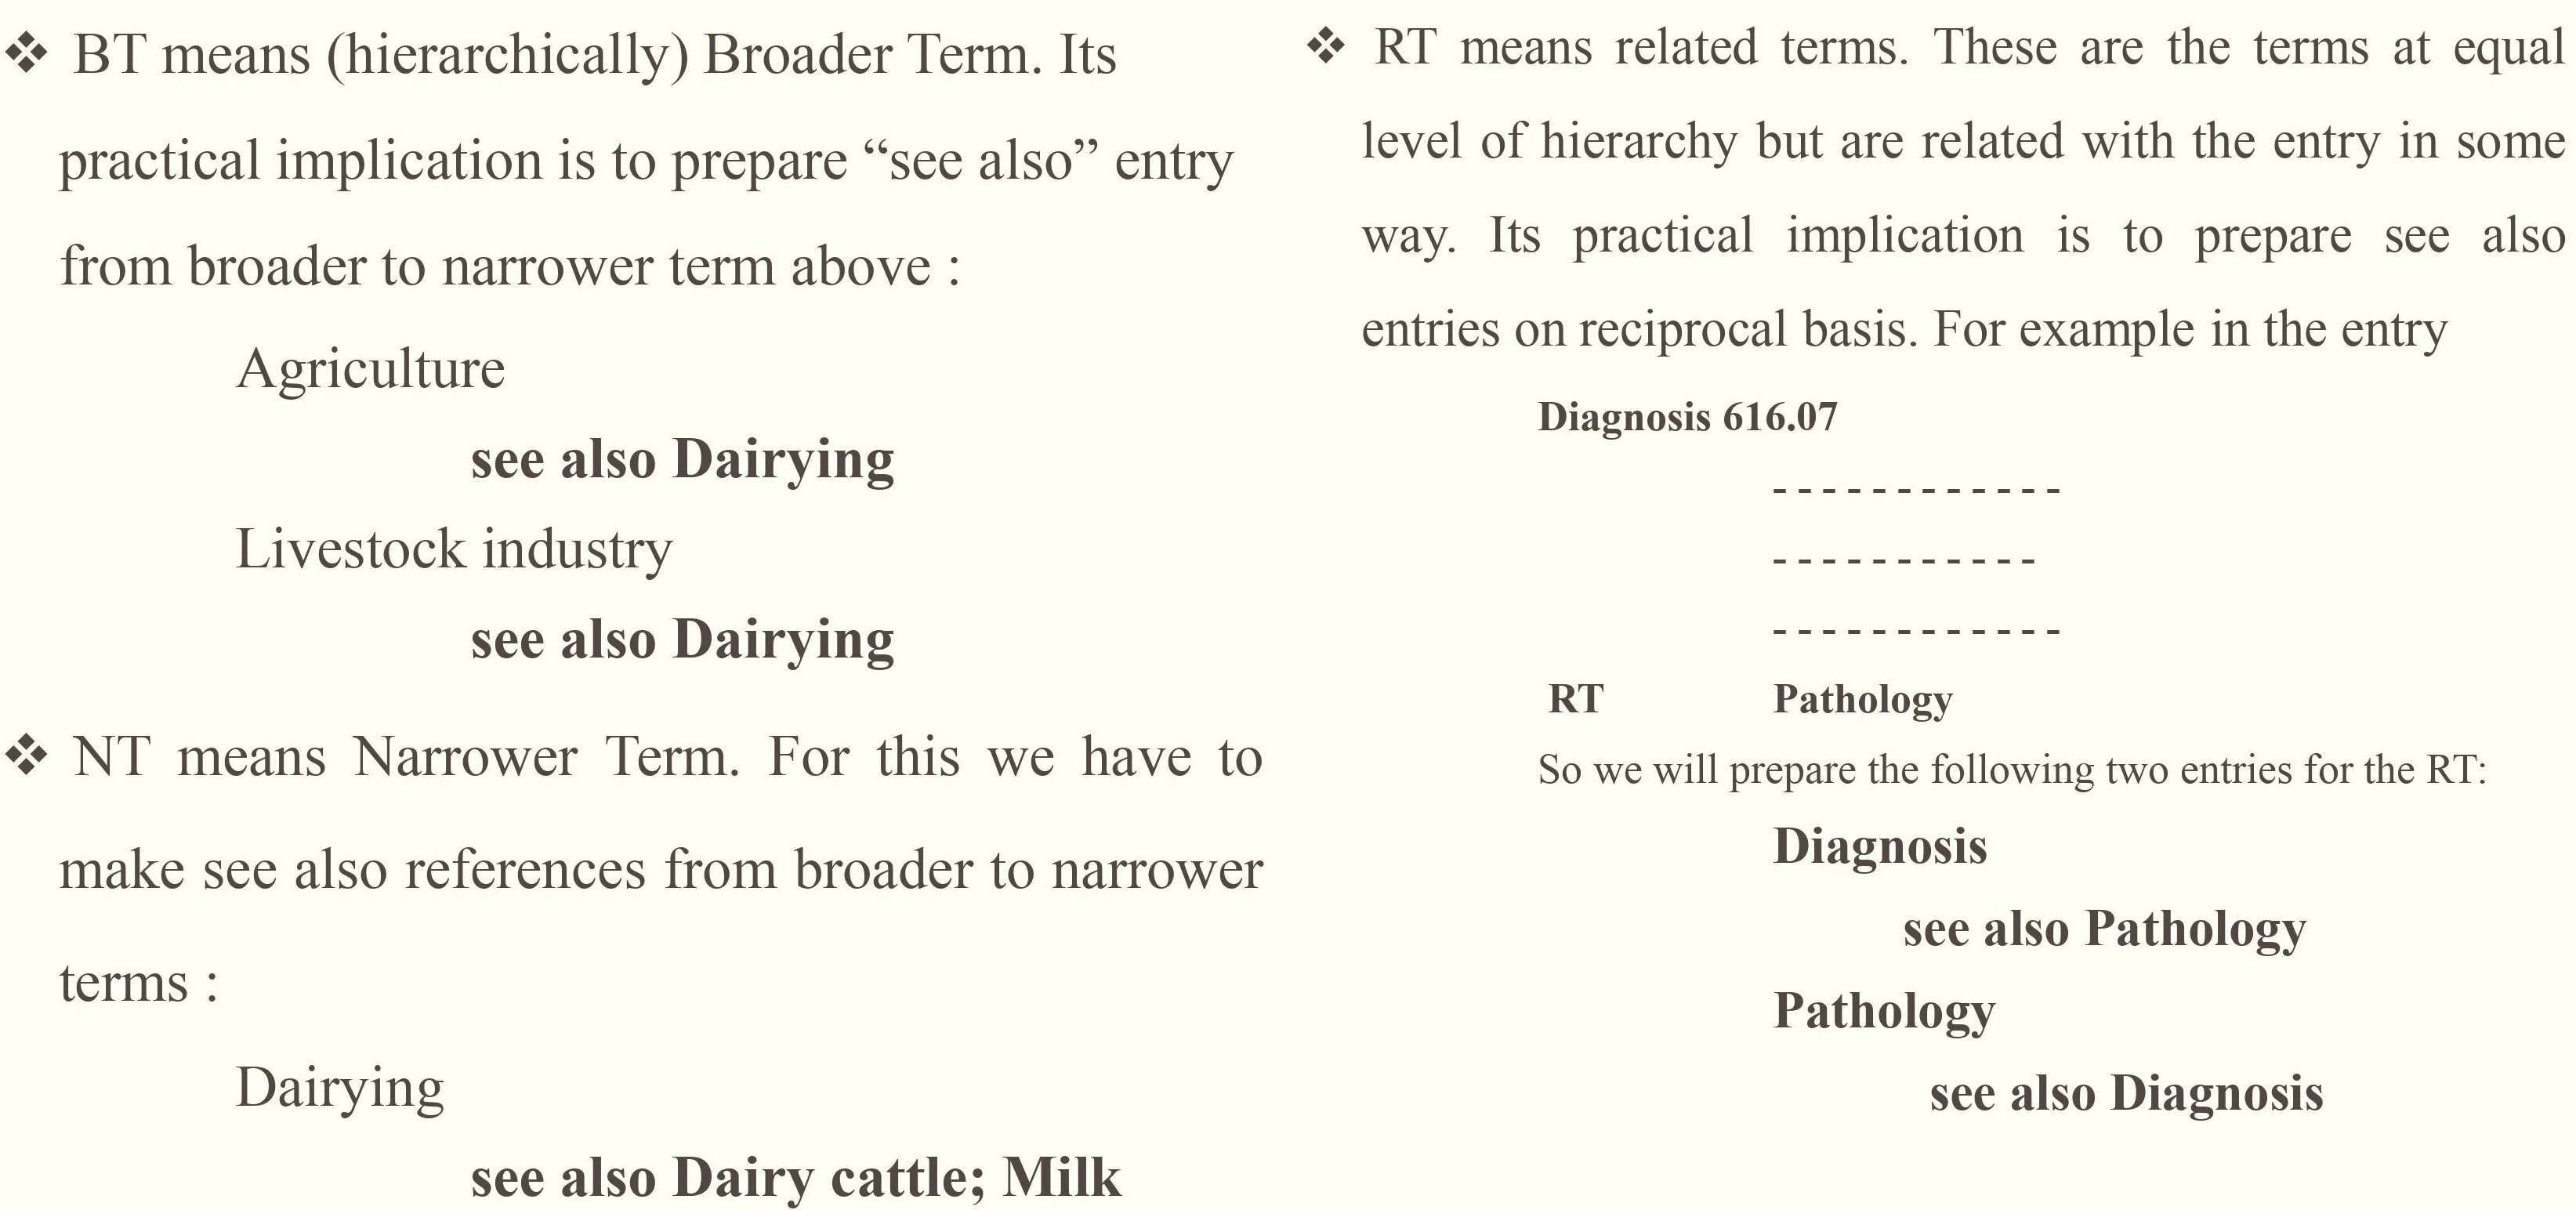 ❖ BT means (hierarchically) Broader Term. Its
practical implication is to prepare “see also” entry
from broader to narrower term above :
Agriculture
see also Dairying
Livestock industry
see also Dairying
❖ NT means Narrower Term. For this we have to
make see also references from broader to narrower
terms :
Dairying
see also Dairy cattle; Milk
❖ RT means related terms. These are the terms at equal
level of hierarchy but are related with the entry in some
way. Its practical implication is to prepare see also
entries on reciprocal basis. For example in the entry
Diagnosis 616.07
- - - - - - - - - - - -
- - - - - - - - - - -
- - - - - - - - - - - -
RT Pathology
So we will prepare the following two entries for the RT:
Diagnosis
see also Pathology
Pathology
see also Diagnosis